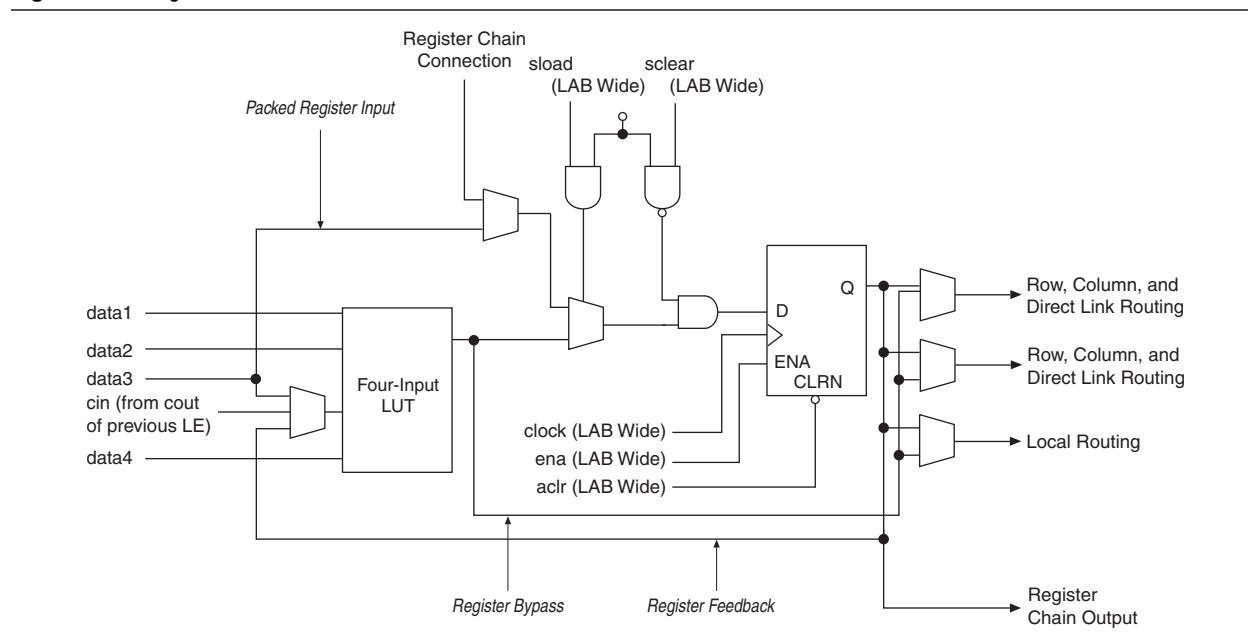 Register Chain
Connection
sload
(LAB Wide)
sclear
(LAB Wide)
Packed Register Input
data1
data2
data3
cin (from cout
of previous LE)
data4
Four-Input
LUT
Q
D
ENA
CLRN
clock (LAB Wide)
ena (LAB Wide)
aclr (LAB Wide)
Row, Column, and
Direct Link Routing
Row, Column, and
Direct Link Routing
Local Routing
Register Bypass
Register Feedback
Register
Chain Output